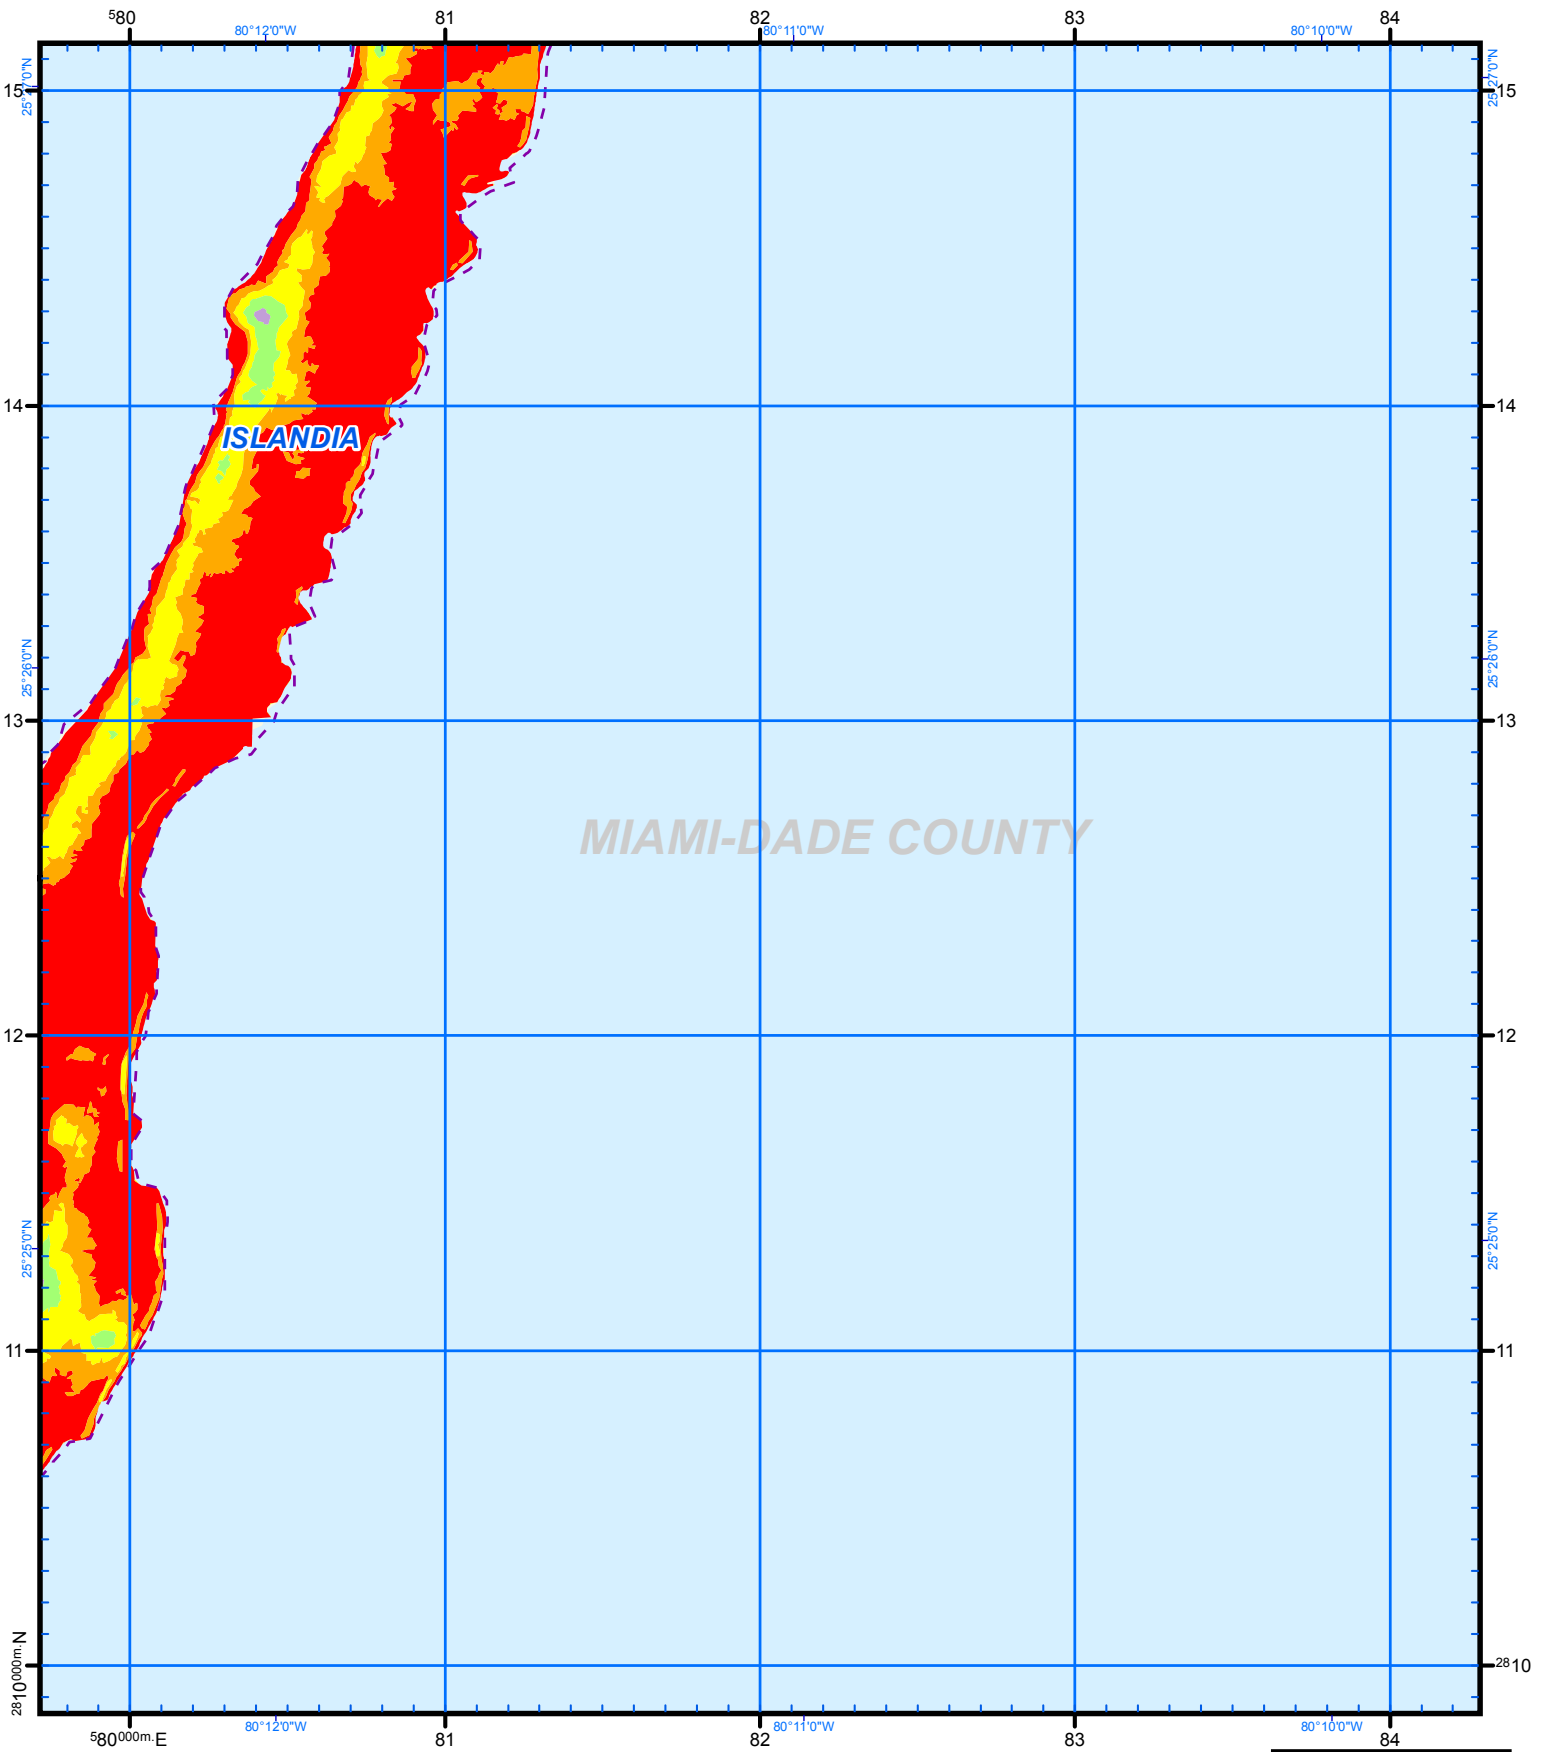 ⁵80 81 82 83 84
80°12'0"W 80°11'0"W 80°10'0"W
25°27'0"N 25°27'0"N
15 15
14 14
ISLANDIA
25°26'0"N 25°26'0"N
13 13
MIAMI-DADE COUNTY
12 12
25°25'0"N 25°25'0"N
11 11
²⁸10⁰⁰⁰ᵐ·N ²⁸10
80°12'0"W 80°11'0"W 80°10'0"W
⁵80⁰⁰⁰ᵐ·E 81 82 83 84